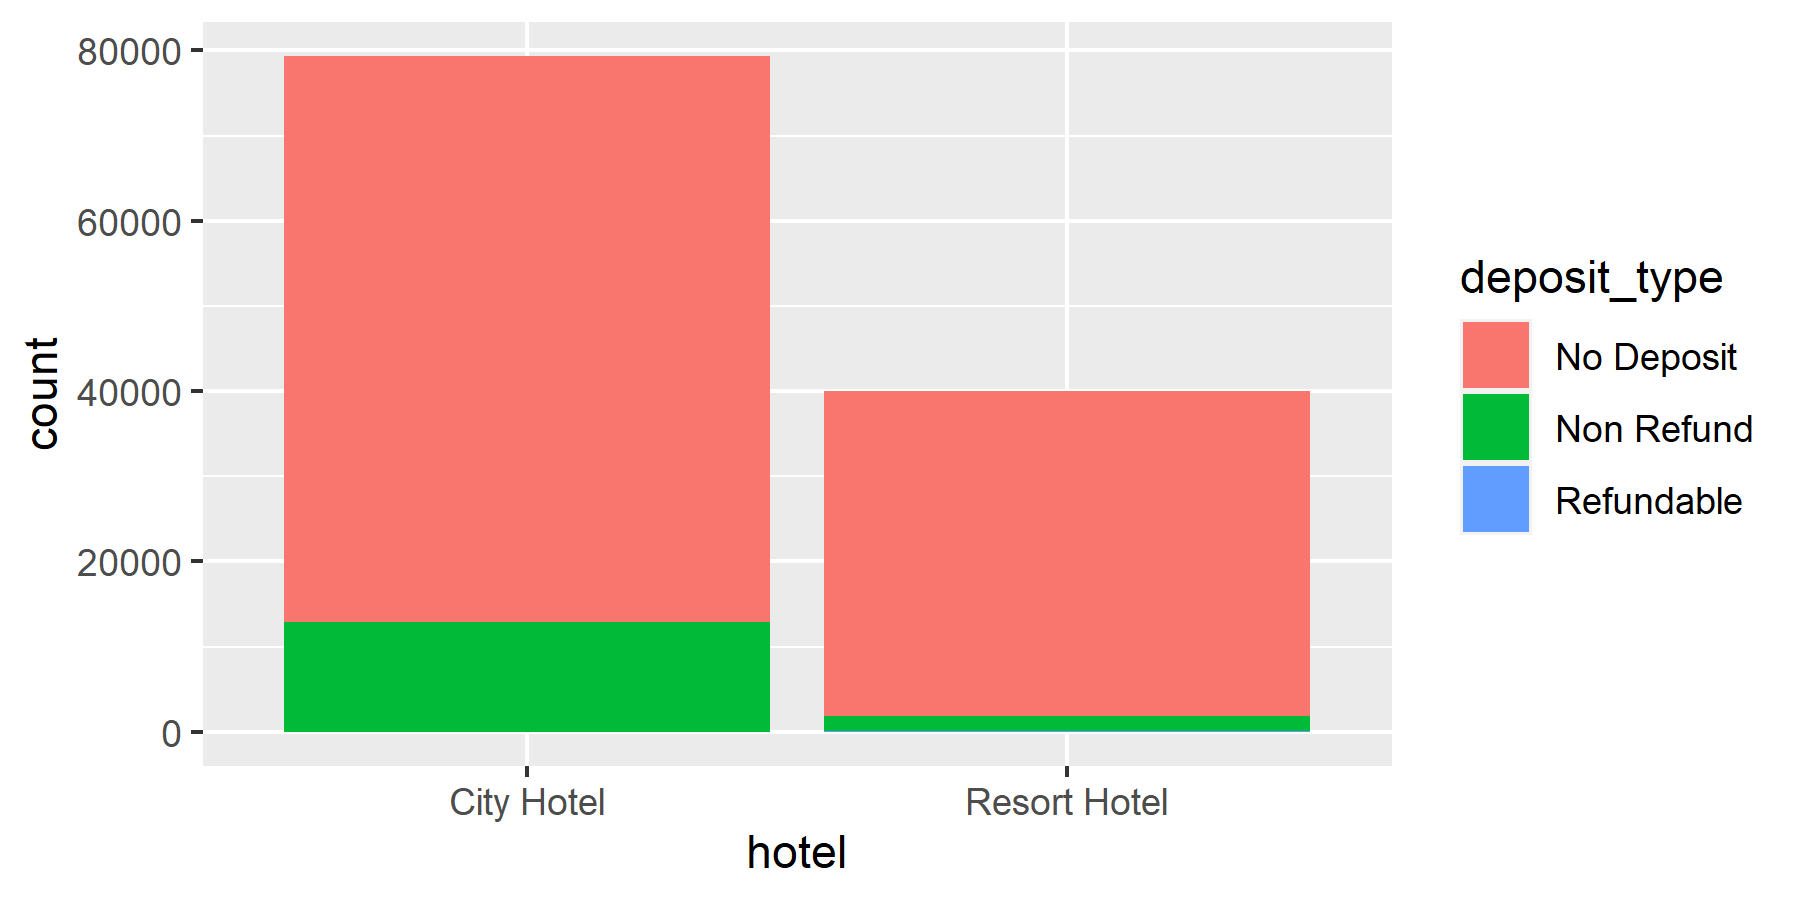 80000
60000
40000
20000
0
count
City Hotel
Resort Hotel
hotel
deposit_type
No Deposit
Non Refund
Refundable